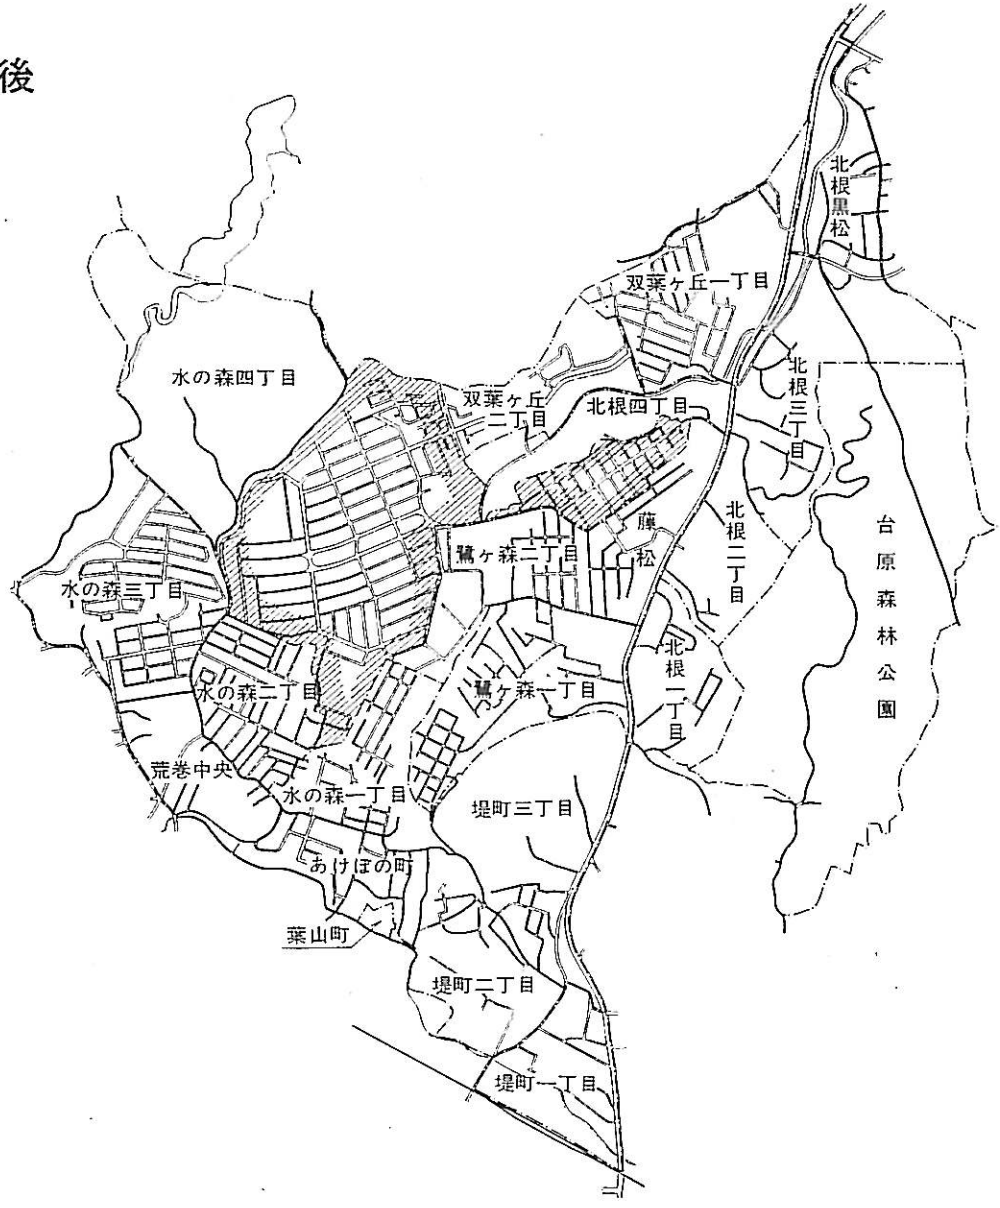 後
北根黒松
双葉ヶ丘一丁目
水の森四丁目
北根三丁目
双葉ヶ丘
二丁目
北根四丁目
北根二丁目
藤松
台原森林公園
鷺ヶ森二丁目
水の森三丁目
北根一丁目
水の森二丁目
鷺ヶ森一丁目
荒巻中央
水の森一丁目
堤町三丁目
あけぼの町
葉山町
堤町二丁目
堤町一丁目